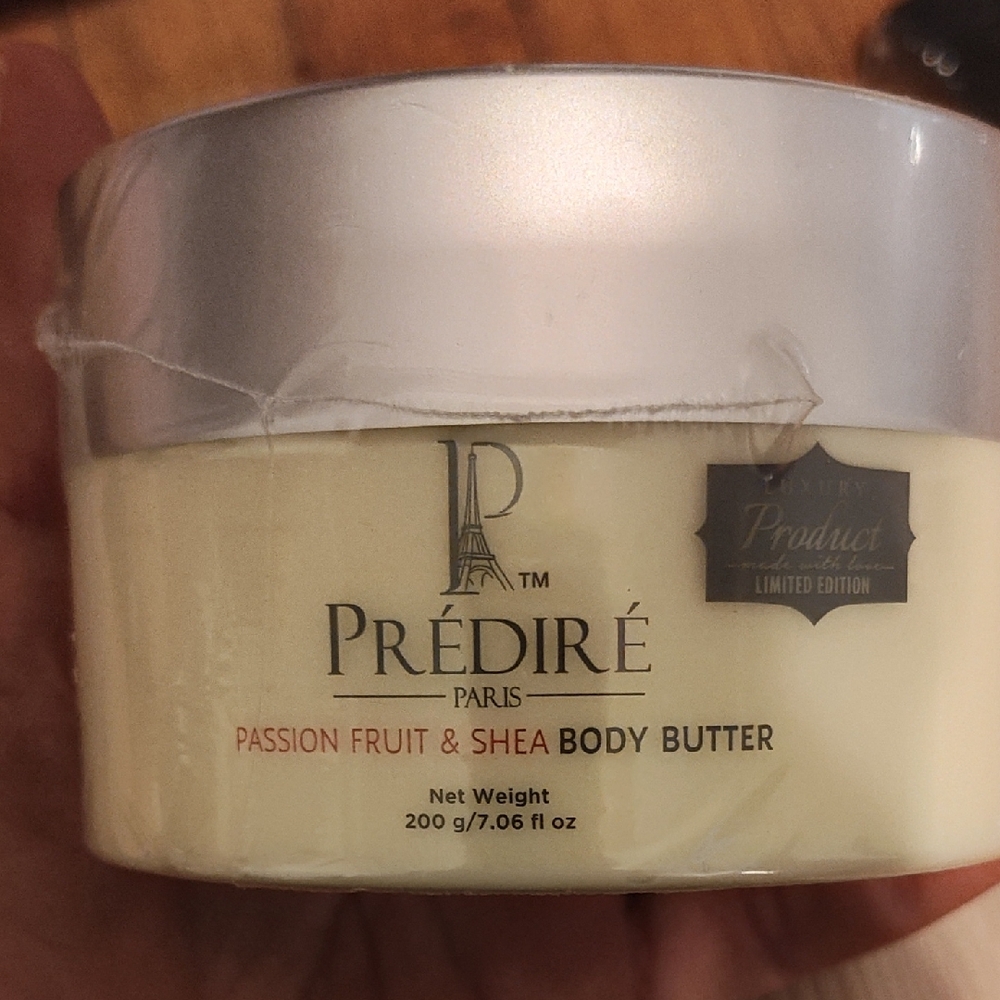 P
TM
PRÉDIRÉ
PARIS
PASSION FRUIT & SHEA BODY BUTTER
Net Weight
200 g/7.06 fl oz
LUXURY
Product
made with love
LIMITED EDITION